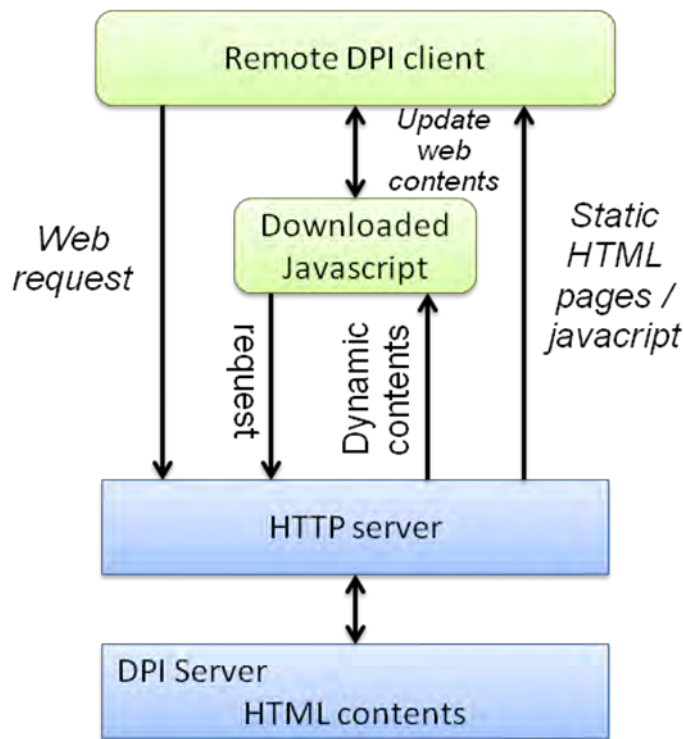 Remote DPI client
Update
web
contents
Web
request
Downloaded
Javascript
Static
HTML
pages /
javacript
request
Dynamic
contents
HTTP server
DPI Server
HTML contents